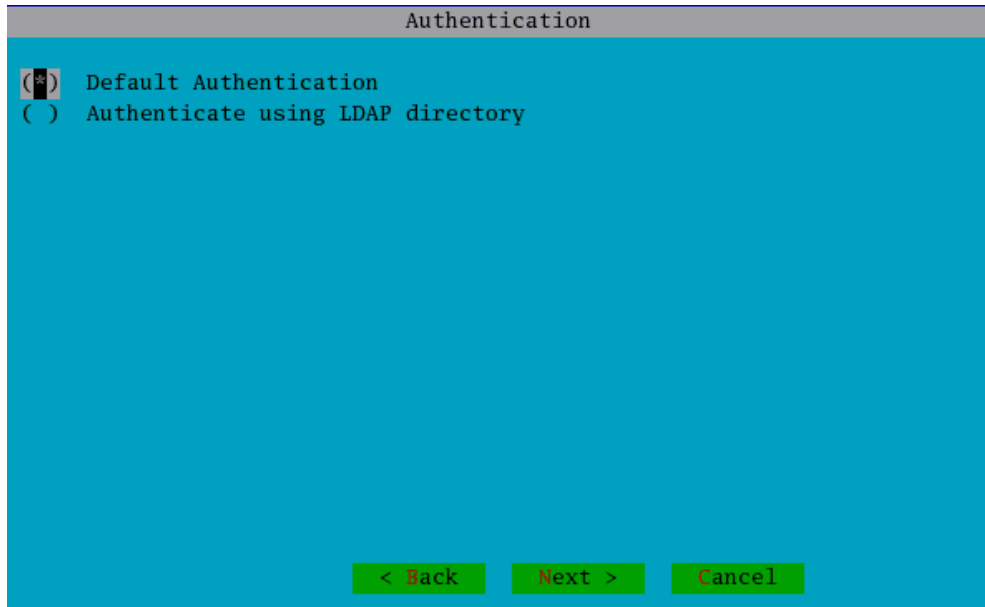 Authentication
(*) Default Authentication
( ) Authenticate using LDAP directory
< Back Next > Cancel